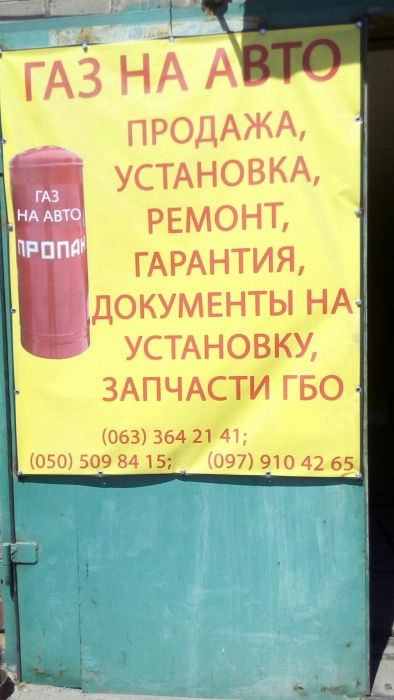 ГАЗ НА АВТО
ПРОДАЖА,
УСТАНОВКА,
РЕМОНТ,
ГАРАНТИЯ,
ДОКУМЕНТЫ НА
УСТАНОВКУ,
ЗАПЧАСТИ ГБО
ГАЗ
НА АВТО
ПРОПАН
(063) 364 21 41;
(050) 509 84 15; (097) 910 42 65